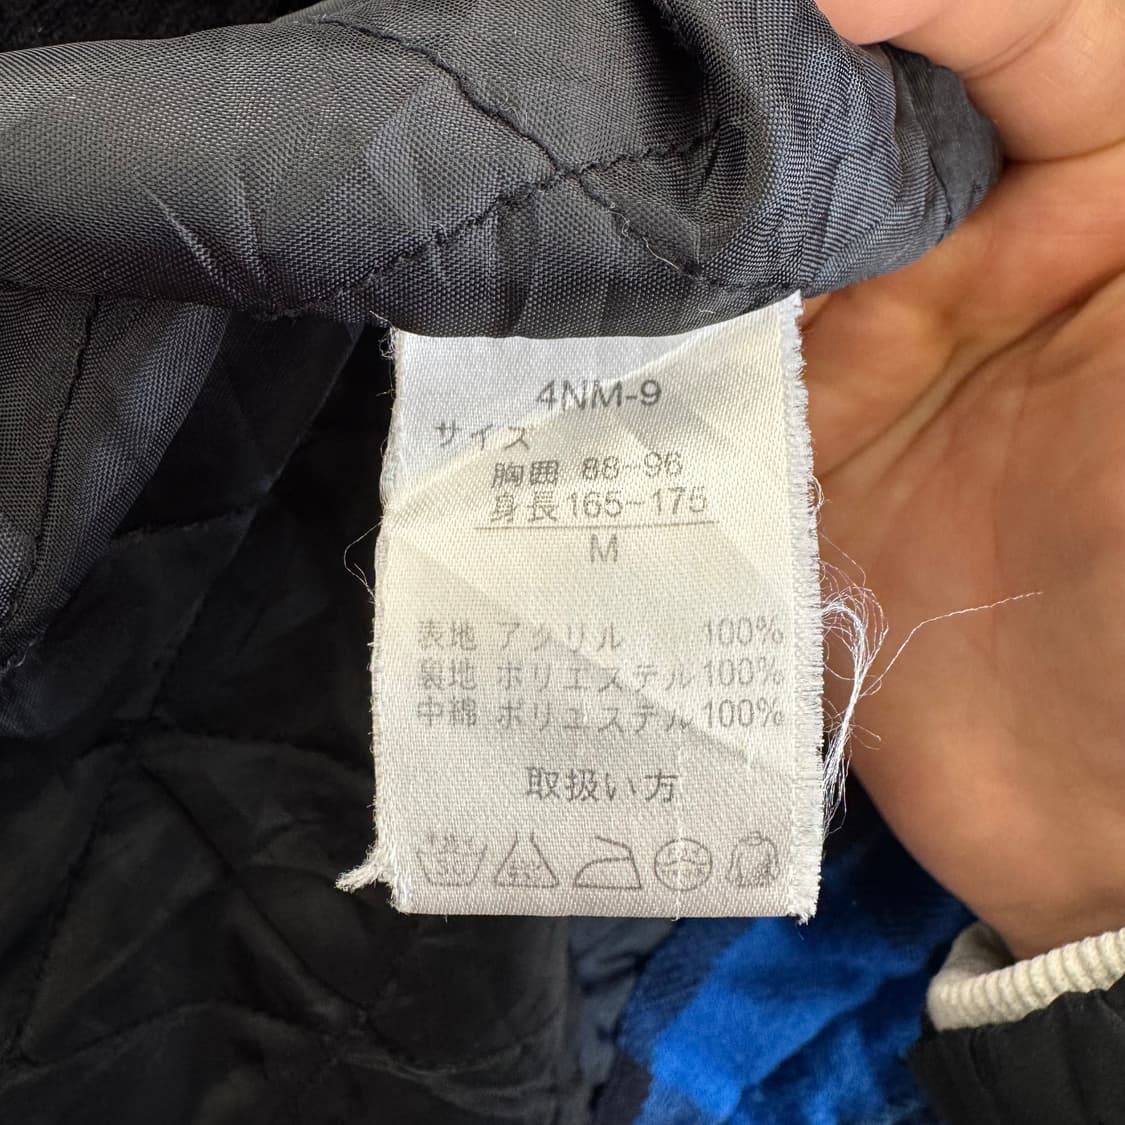 4NM-9
サイズ
胸囲 88~96
身長165~175
M
表地 アクリル 100%
裏地 ポリエステル100%
中綿 ポリエステル100%
取扱い方